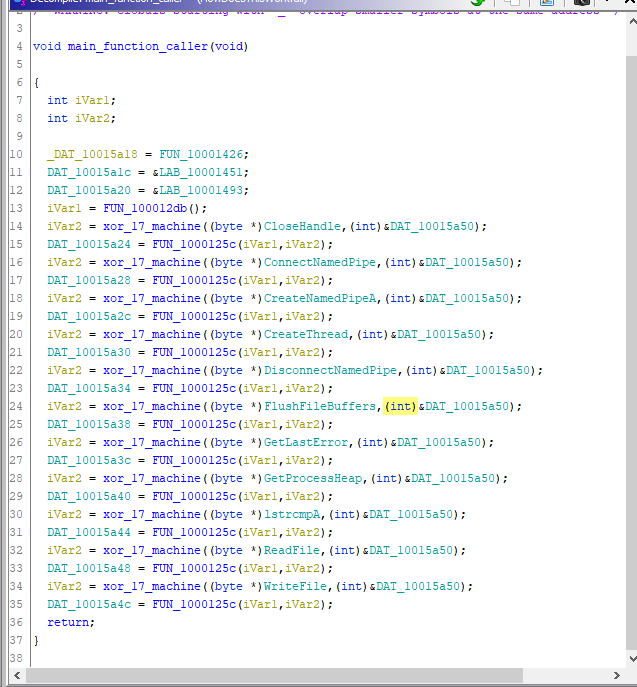 Decompile: main_function_caller - (HowDoesThisWork.dll)
2 /* WARNING: Globals starting with '_' overlap smaller symbols at the same address */
3
4 void main_function_caller(void)
5
6 {
7 int iVar1;
8 int iVar2;
9
10 _DAT_10015a18 = FUN_10001426;
11 DAT_10015a1c = &LAB_10001451;
12 DAT_10015a20 = &LAB_10001493;
13 iVar1 = FUN_100012db();
14 iVar2 = xor_17_machine((byte *)CloseHandle,(int)&DAT_10015a50);
15 DAT_10015a24 = FUN_1000125c(iVar1,iVar2);
16 iVar2 = xor_17_machine((byte *)ConnectNamedPipe,(int)&DAT_10015a50);
17 DAT_10015a28 = FUN_1000125c(iVar1,iVar2);
18 iVar2 = xor_17_machine((byte *)CreateNamedPipeA,(int)&DAT_10015a50);
19 DAT_10015a2c = FUN_1000125c(iVar1,iVar2);
20 iVar2 = xor_17_machine((byte *)CreateThread,(int)&DAT_10015a50);
21 DAT_10015a30 = FUN_1000125c(iVar1,iVar2);
22 iVar2 = xor_17_machine((byte *)DisconnectNamedPipe,(int)&DAT_10015a50);
23 DAT_10015a34 = FUN_1000125c(iVar1,iVar2);
24 iVar2 = xor_17_machine((byte *)FlushFileBuffers,(int)&DAT_10015a50);
25 DAT_10015a38 = FUN_1000125c(iVar1,iVar2);
26 iVar2 = xor_17_machine((byte *)GetLastError,(int)&DAT_10015a50);
27 DAT_10015a3c = FUN_1000125c(iVar1,iVar2);
28 iVar2 = xor_17_machine((byte *)GetProcessHeap,(int)&DAT_10015a50);
29 DAT_10015a40 = FUN_1000125c(iVar1,iVar2);
30 iVar2 = xor_17_machine((byte *)lstrcmpA,(int)&DAT_10015a50);
31 DAT_10015a44 = FUN_1000125c(iVar1,iVar2);
32 iVar2 = xor_17_machine((byte *)ReadFile,(int)&DAT_10015a50);
33 DAT_10015a48 = FUN_1000125c(iVar1,iVar2);
34 iVar2 = xor_17_machine((byte *)WriteFile,(int)&DAT_10015a50);
35 DAT_10015a4c = FUN_1000125c(iVar1,iVar2);
36 return;
37 }
38